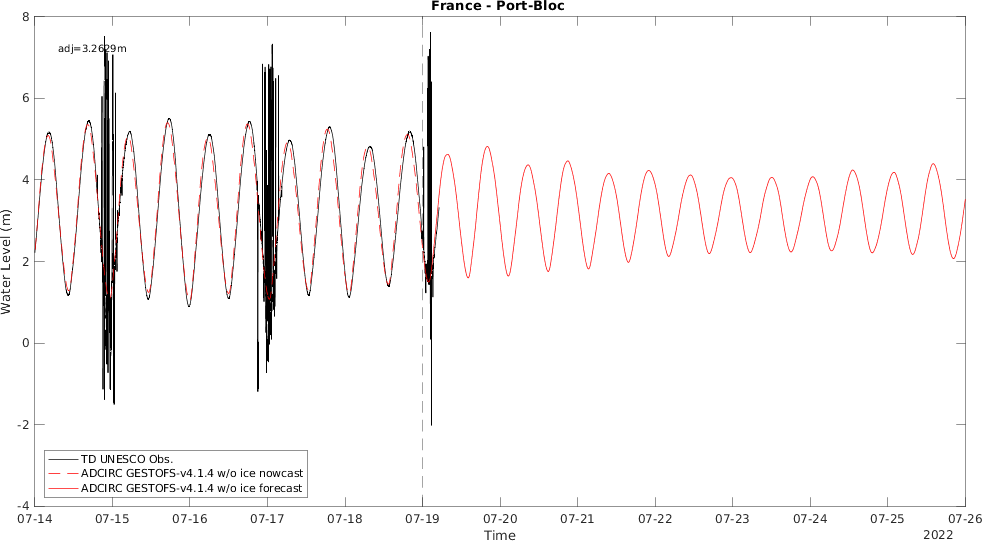 France - Port-Bloc
adj=3.2629m
Water Level (m)
8
6
4
2
0
-2
-4
TD UNESCO Obs.
ADCIRC GESTOFS-v4.1.4 w/o ice nowcast
ADCIRC GESTOFS-v4.1.4 w/o ice forecast
07-14 07-15 07-16 07-17 07-18 07-19 07-20 07-21 07-22 07-23 07-24 07-25 07-26
Time
2022